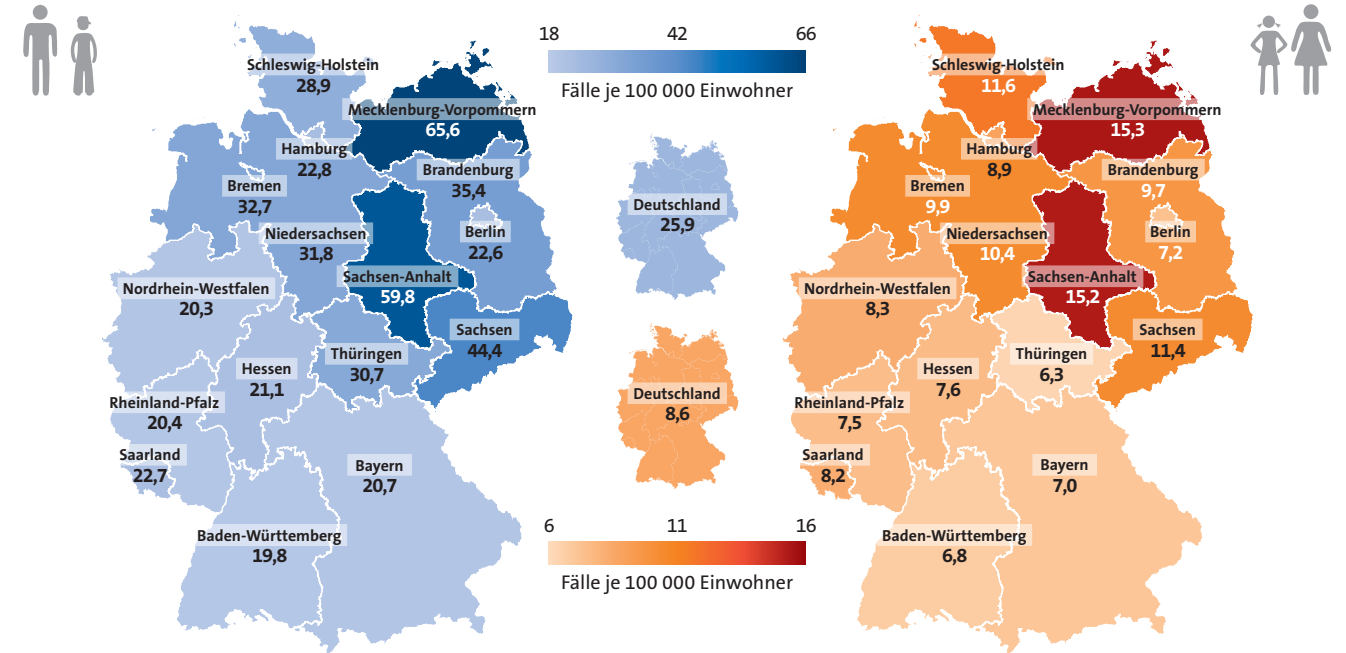 18 42 66
Fälle je 100 000 Einwohner
Schleswig-Holstein
28,9
Mecklenburg-Vorpommern
65,6
Hamburg
22,8
Brandenburg
35,4
Bremen
32,7
Niedersachsen
31,8
Berlin
22,6
Sachsen-Anhalt
59,8
Nordrhein-Westfalen
20,3
Sachsen
44,4
Thüringen
30,7
Hessen
21,1
Rheinland-Pfalz
20,4
Saarland
22,7
Bayern
20,7
Baden-Württemberg
19,8
Deutschland
25,9
Deutschland
8,6
6 11 16
Fälle je 100 000 Einwohner
Schleswig-Holstein
11,6
Mecklenburg-Vorpommern
15,3
Hamburg
8,9
Brandenburg
9,7
Bremen
9,9
Niedersachsen
10,4
Berlin
7,2
Sachsen-Anhalt
15,2
Nordrhein-Westfalen
8,3
Sachsen
11,4
Thüringen
6,3
Hessen
7,6
Rheinland-Pfalz
7,5
Saarland
8,2
Bayern
7,0
Baden-Württemberg
6,8